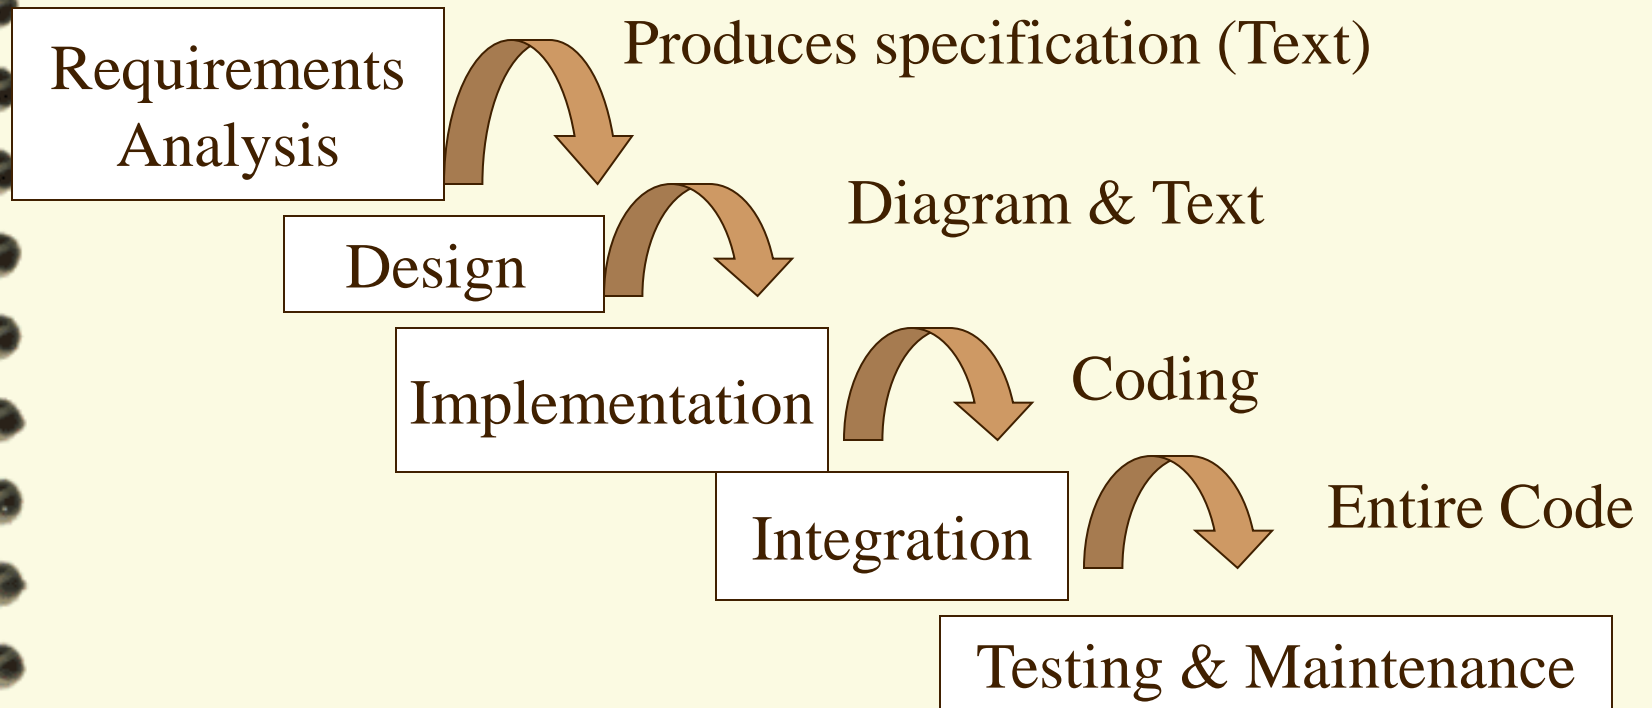 Requirements
Analysis
Produces specification (Text)
Design
Diagram & Text
Implementation
Coding
Integration
Entire Code
Testing & Maintenance